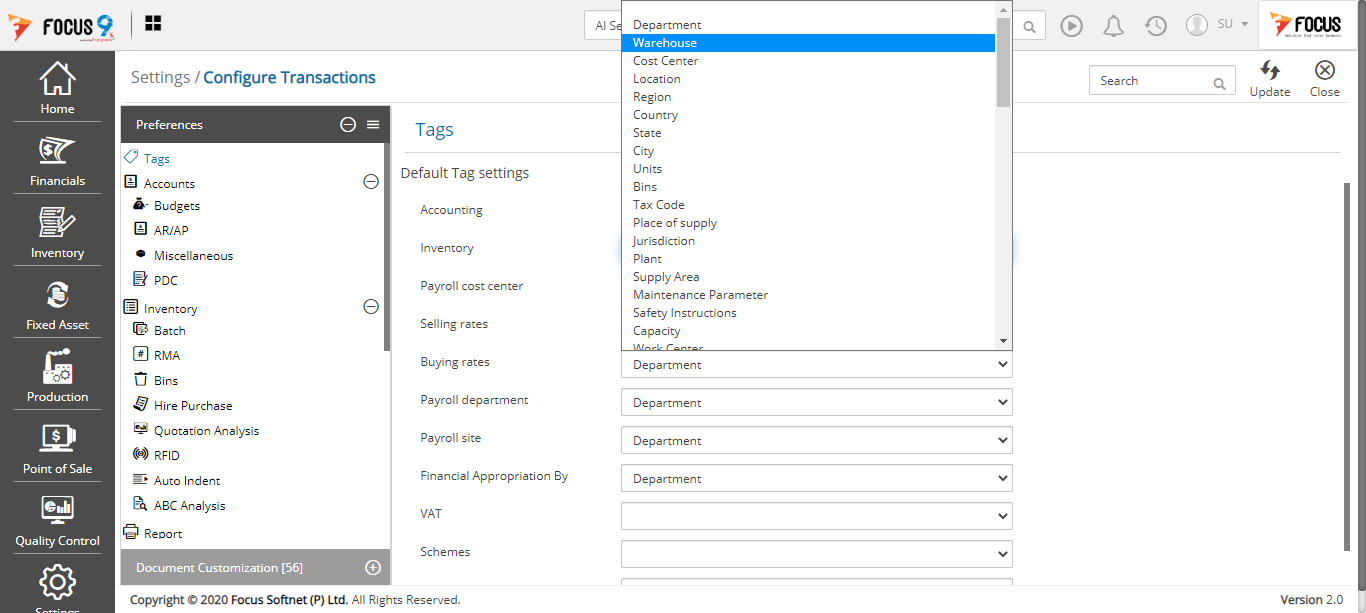 FOCUS 9
AI Se
SU
FOCUS
Home
Financials
Inventory
Fixed Asset
Production
Point of Sale
Quality Control
Settings
Settings / Configure Transactions
Search
Update
Close
Preferences
Tags
Accounts
Budgets
AR/AP
Miscellaneous
PDC
Inventory
Batch
RMA
Bins
Hire Purchase
Quotation Analysis
RFID
Auto Indent
ABC Analysis
Report
Document Customization [56]
Tags
Default Tag settings
Accounting
Inventory
Payroll cost center
Selling rates
Buying rates
Department
Payroll department
Department
Payroll site
Department
Financial Appropriation By
Department
VAT
Schemes
Department
Warehouse
Cost Center
Location
Region
Country
State
City
Units
Bins
Tax Code
Place of supply
Jurisdiction
Plant
Supply Area
Maintenance Parameter
Safety Instructions
Capacity
Work Center
Copyright © 2020 Focus Softnet (P) Ltd. All Rights Reserved.
Version 2.0